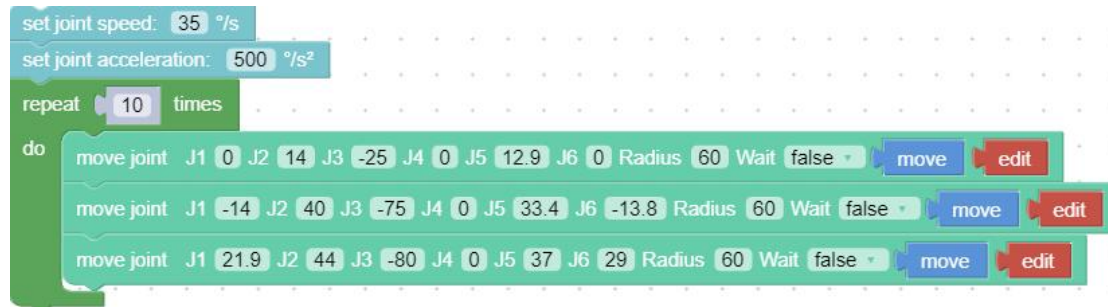 set joint speed: 35 °/s
set joint acceleration: 500 °/s²
repeat 10 times
do move joint J1 0 J2 14 J3 -25 J4 0 J5 12.9 J6 0 Radius 60 Wait false move edit
move joint J1 -14 J2 40 J3 -75 J4 0 J5 33.4 J6 -13.8 Radius 60 Wait false move edit
move joint J1 21.9 J2 44 J3 -80 J4 0 J5 37 J6 29 Radius 60 Wait false move edit